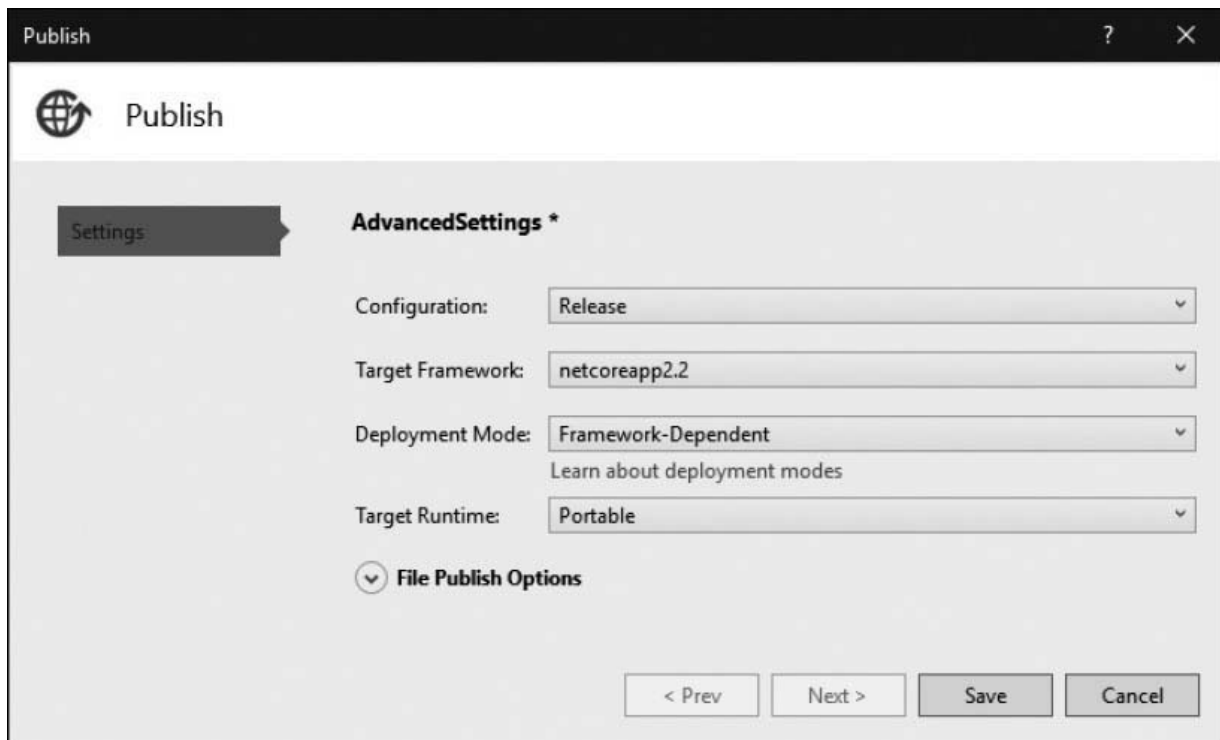 Publish
?
Publish
Settings
AdvancedSettings *
Configuration: Release
Target Framework: netcoreapp2.2
Deployment Mode: Framework-Dependent
Learn about deployment modes
Target Runtime: Portable
File Publish Options
< Prev Next > Save Cancel